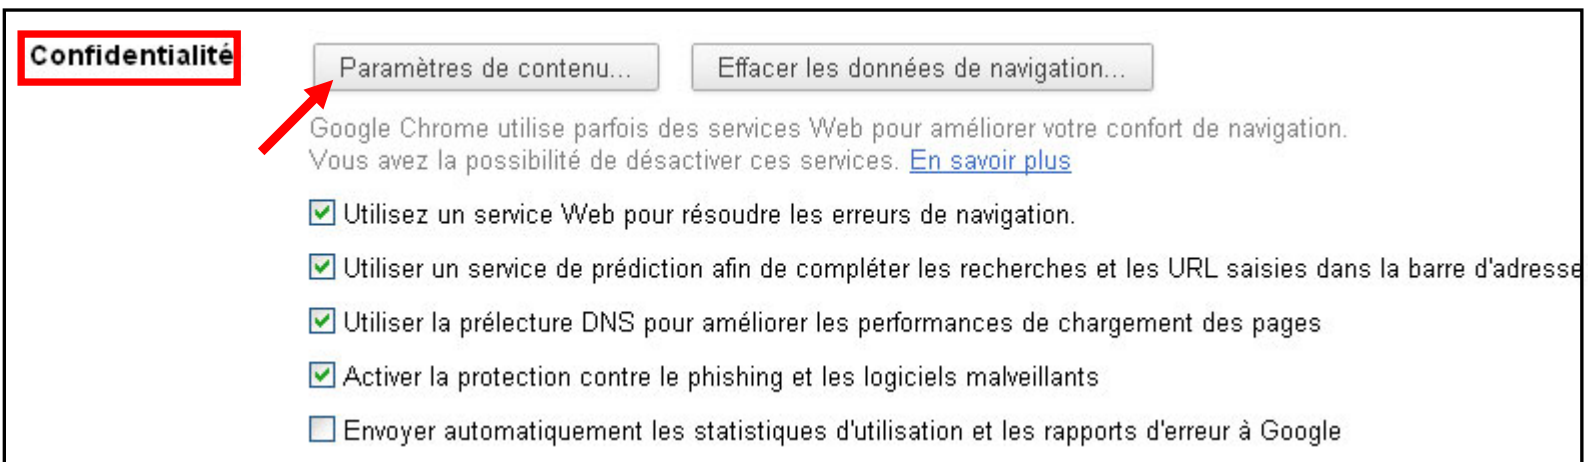 Confidentialité
Paramètres de contenu... Effacer les données de navigation...
Google Chrome utilise parfois des services Web pour améliorer votre confort de navigation.
Vous avez la possibilité de désactiver ces services. En savoir plus
Utilisez un service Web pour résoudre les erreurs de navigation.
Utiliser un service de prédiction afin de compléter les recherches et les URL saisies dans la barre d'adresse
Utiliser la prélecture DNS pour améliorer les performances de chargement des pages
Activer la protection contre le phishing et les logiciels malveillants
Envoyer automatiquement les statistiques d'utilisation et les rapports d'erreur à Google